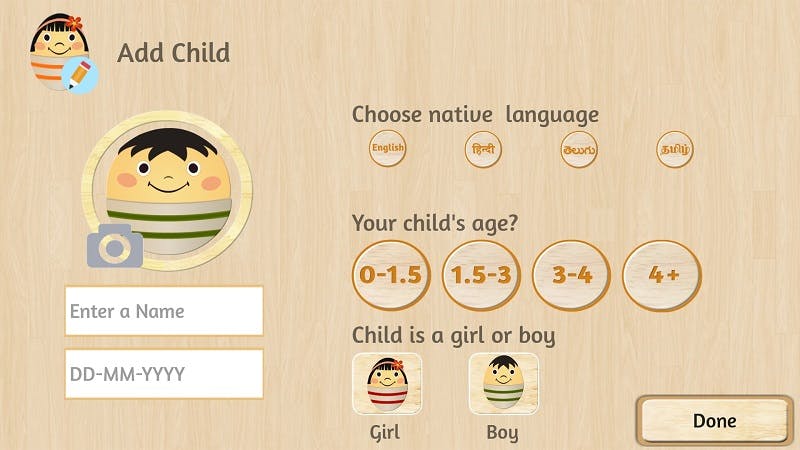 Add Child
Choose native language
English
हिन्दी
తెలుగు
தமிழ்
Your child's age?
0-1.5
1.5-3
3-4
4+
Enter a Name
DD-MM-YYYY
Child is a girl or boy
Girl
Boy
Done